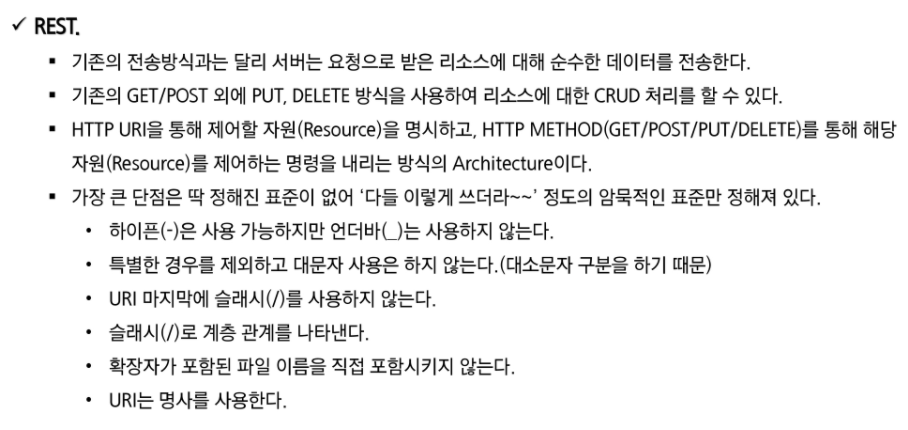 ✓ REST.
▪ 기존의 전송방식과는 달리 서버는 요청으로 받은 리소스에 대해 순수한 데이터를 전송한다.
▪ 기존의 GET/POST 외에 PUT, DELETE 방식을 사용하여 리소스에 대한 CRUD 처리를 할 수 있다.
▪ HTTP URI을 통해 제어할 자원(Resource)을 명시하고, HTTP METHOD(GET/POST/PUT/DELETE)를 통해 해당
자원(Resource)를 제어하는 명령을 내리는 방식의 Architecture이다.
▪ 가장 큰 단점은 딱 정해진 표준이 없어 ‘다들 이렇게 쓰더라~~’ 정도의 암묵적인 표준만 정해져 있다.
• 하이픈(-)은 사용 가능하지만 언더바(_)는 사용하지 않는다.
• 특별한 경우를 제외하고 대문자 사용은 하지 않는다.(대소문자 구분을 하기 때문)
• URI 마지막에 슬래시(/)를 사용하지 않는다.
• 슬래시(/)로 계층 관계를 나타낸다.
• 확장자가 포함된 파일 이름을 직접 포함시키지 않는다.
• URI는 명사를 사용한다.